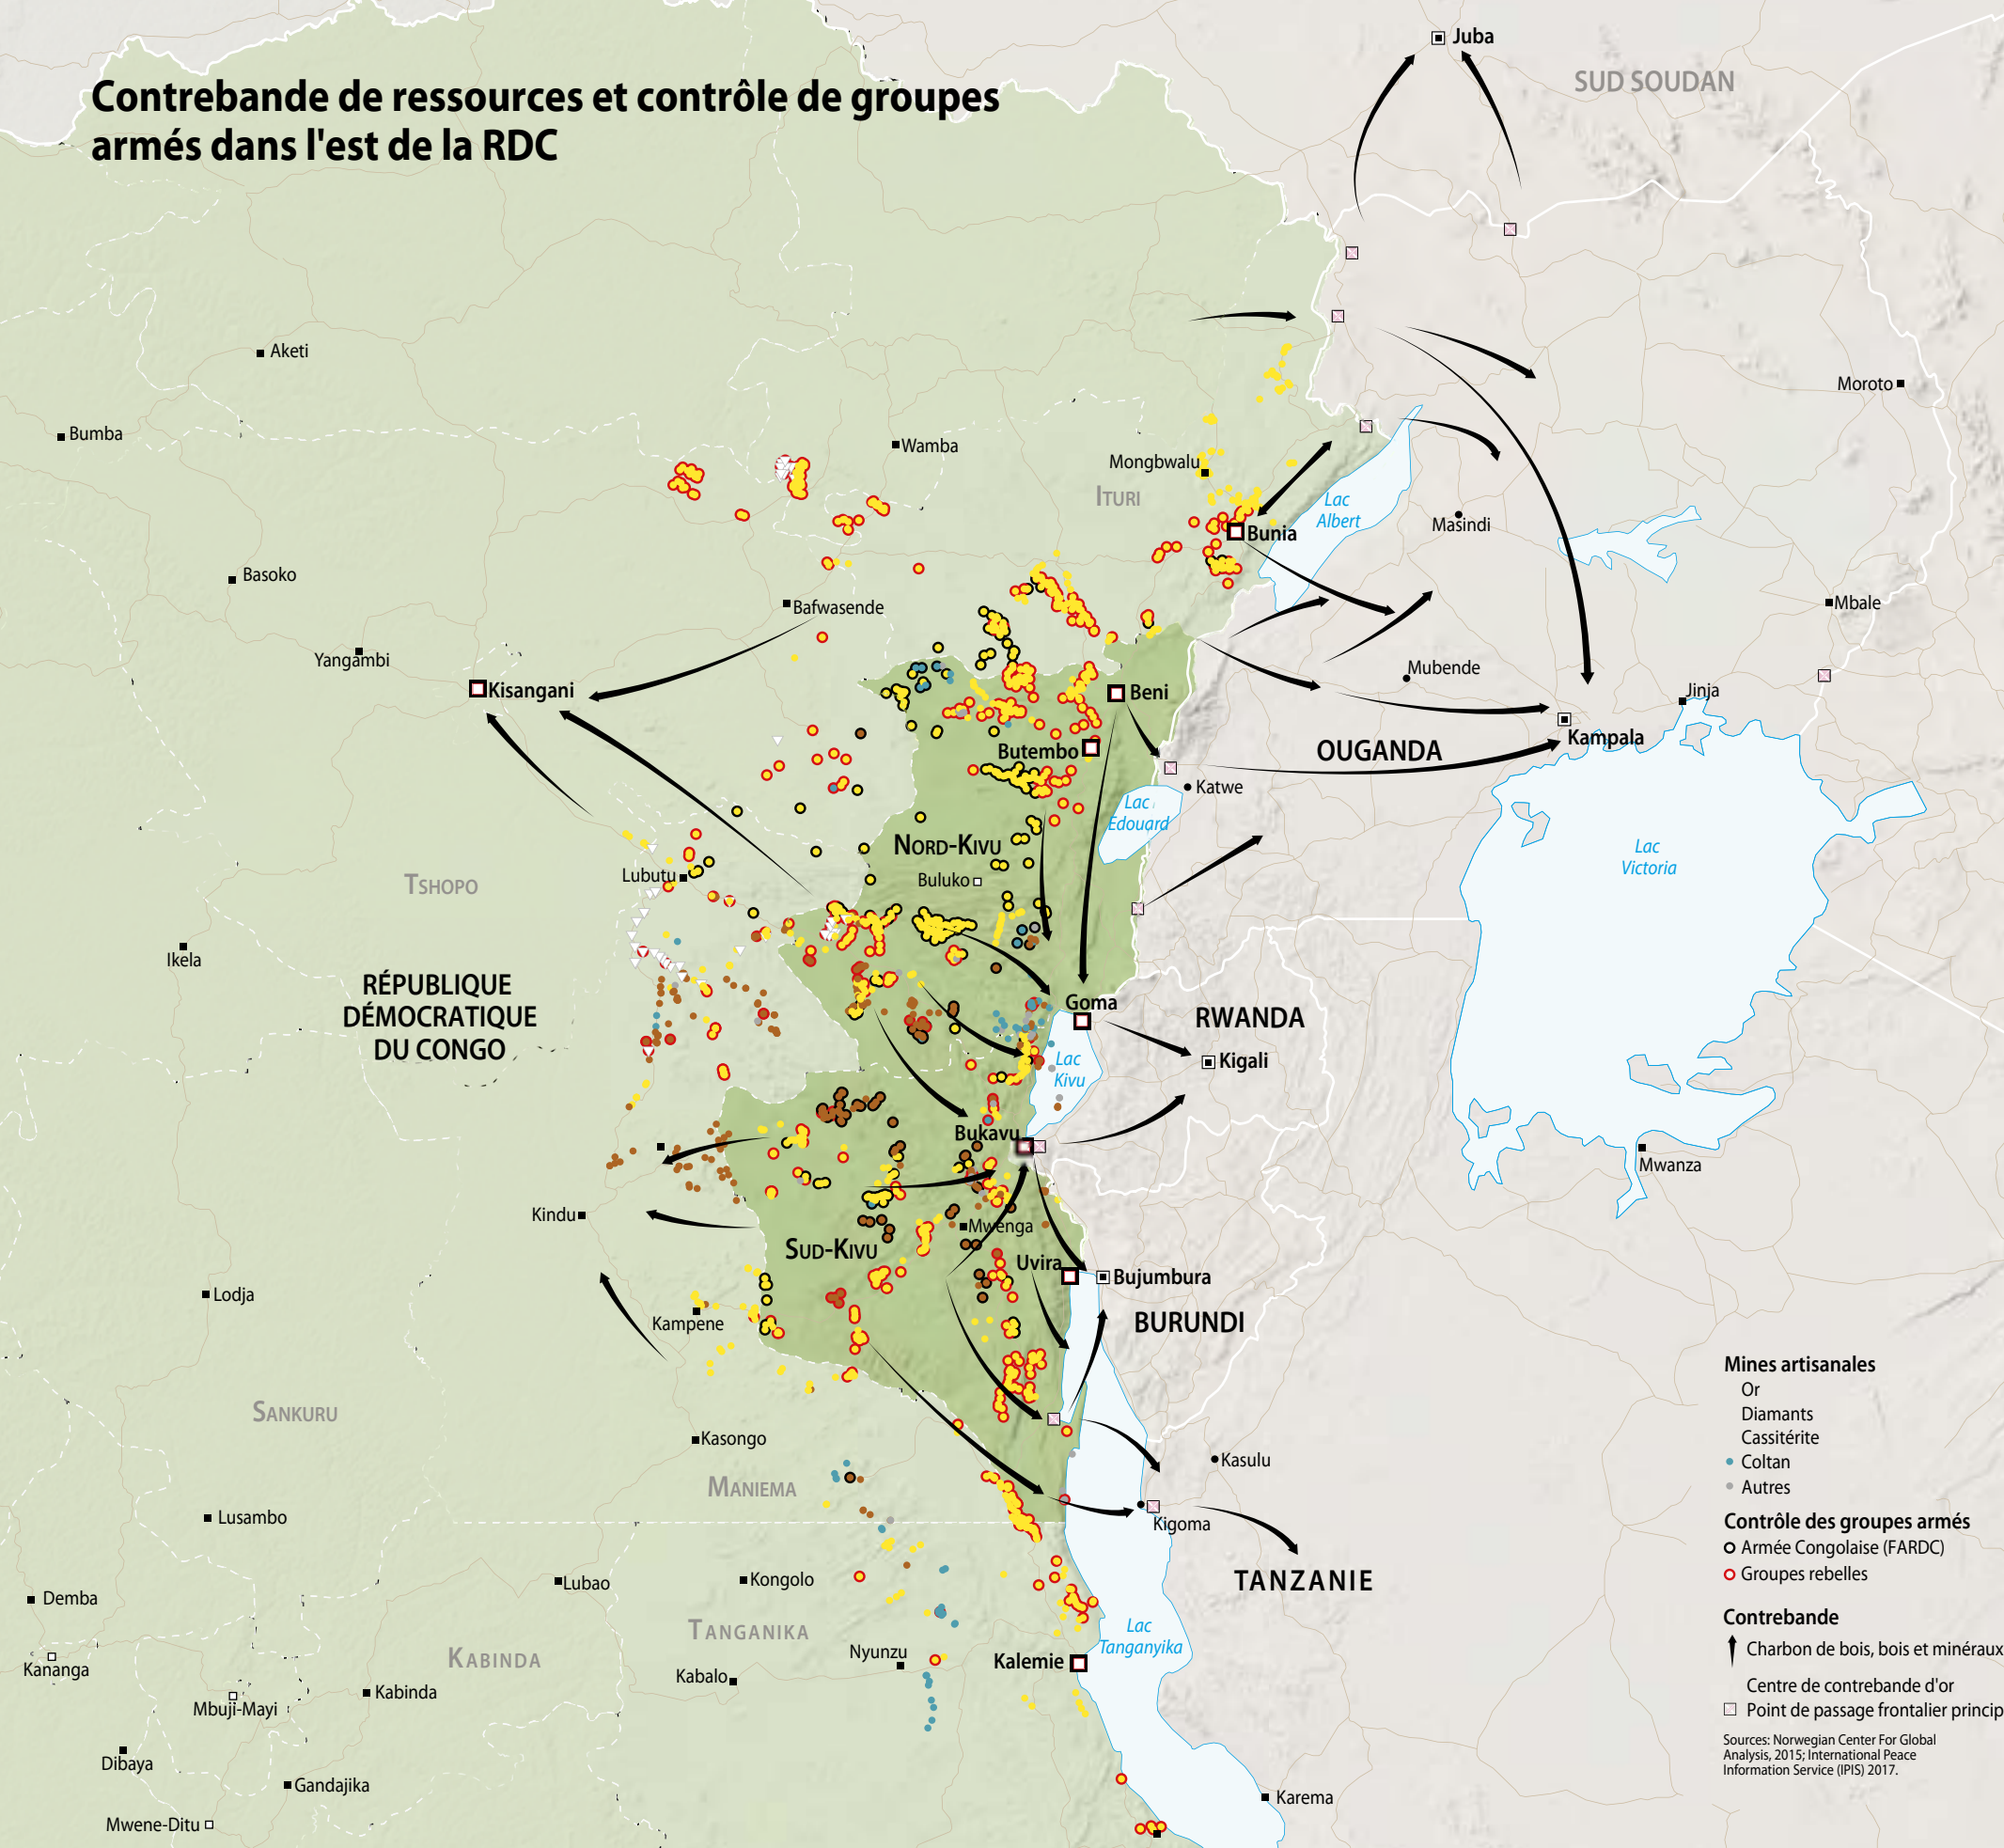 Contrebande de ressources et contrôle de groupes
armés dans l'est de la RDC
Juba
SUD SOUDAN
Aketi
Moroto
Bumba
Wamba
Mongbwalu
ITURI
Lac
Albert
Masindi
Bunia
Basoko
Bafwasende
Mbale
Yangambi
Mubende
Kisangani
Beni
Jinja
Kampala
Butembo
OUGANDA
Katwe
Lac
Edouard
NORD-KIVU
Lac
Victoria
Buluko
Lubutu
TSHOPO
Ikela
RÉPUBLIQUE
DÉMOCRATIQUE
DU CONGO
Goma
RWANDA
Kigali
Lac
Kivu
Bukavu
Mwanza
Kindu
Mwenga
SUD-KIVU
Uvira
Bujumbura
Lodja
Kampene
BURUNDI
SANKURU
Kasongo
Kasulu
MANIEMA
Lusambo
Kigoma
TANZANIE
Kongolo
Lubao
Demba
TANGANIKA
Lac
Tanganyika
KABINDA
Nyunzu
Kalemie
Kananga
Kabalo
Kabinda
Mbuji-Mayi
Dibaya
Gandajika
Karema
Mwene-Ditu
Mines artisanales
Or
Diamants
Cassitérite
Coltan
Autres
Contrôle des groupes armés
Armée Congolaise (FARDC)
Groupes rebelles
Contrebande
Charbon de bois, bois et minéraux
Centre de contrebande d'or
Point de passage frontalier princip
Sources: Norwegian Center For Global
Analysis, 2015; International Peace
Information Service (IPIS) 2017.